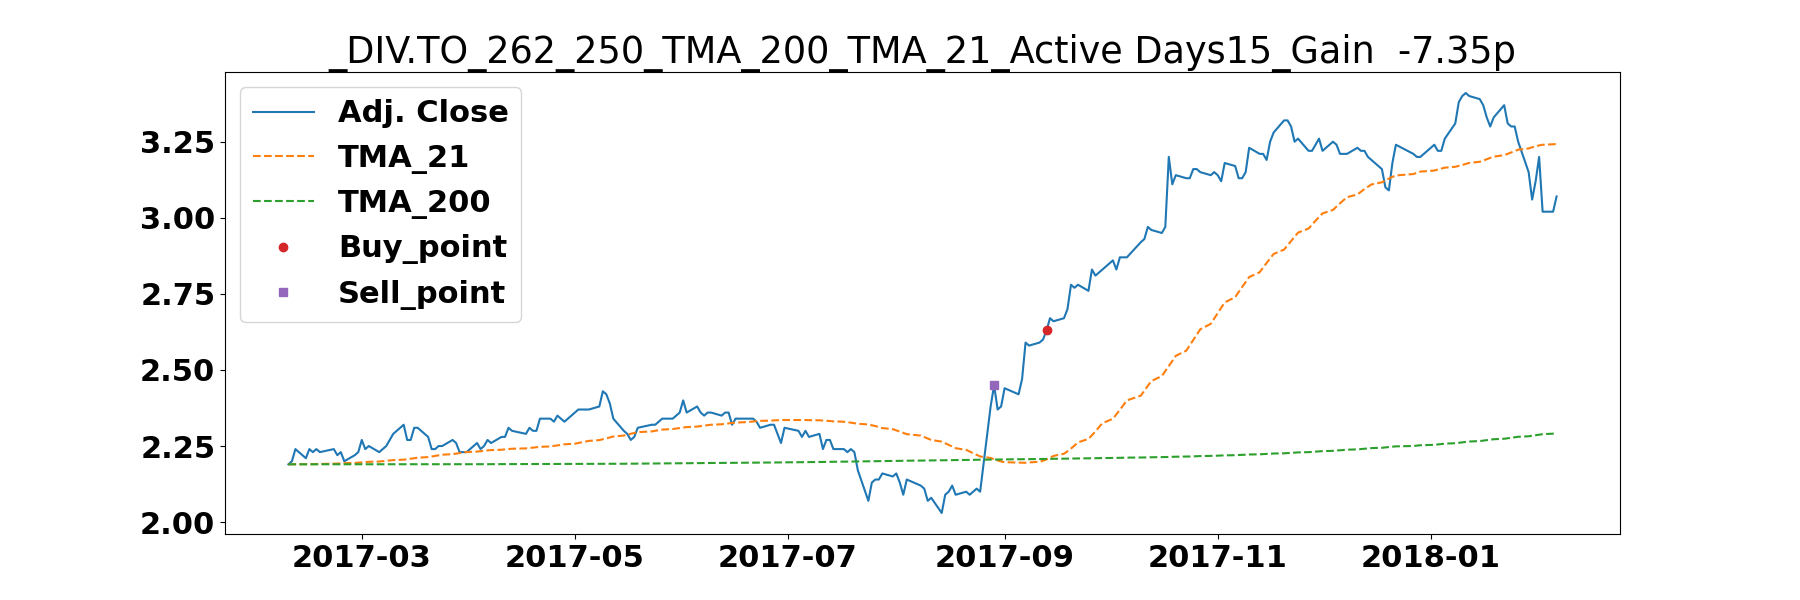 _DIV.TO_262_250_TMA_200_TMA_21_Active Days15_Gain  -7.35p
Adj. Close
TMA_21
TMA_200
Buy_point
Sell_point
3.25
3.00
2.75
2.50
2.25
2.00
2017-03 2017-05 2017-07 2017-09 2017-11 2018-01